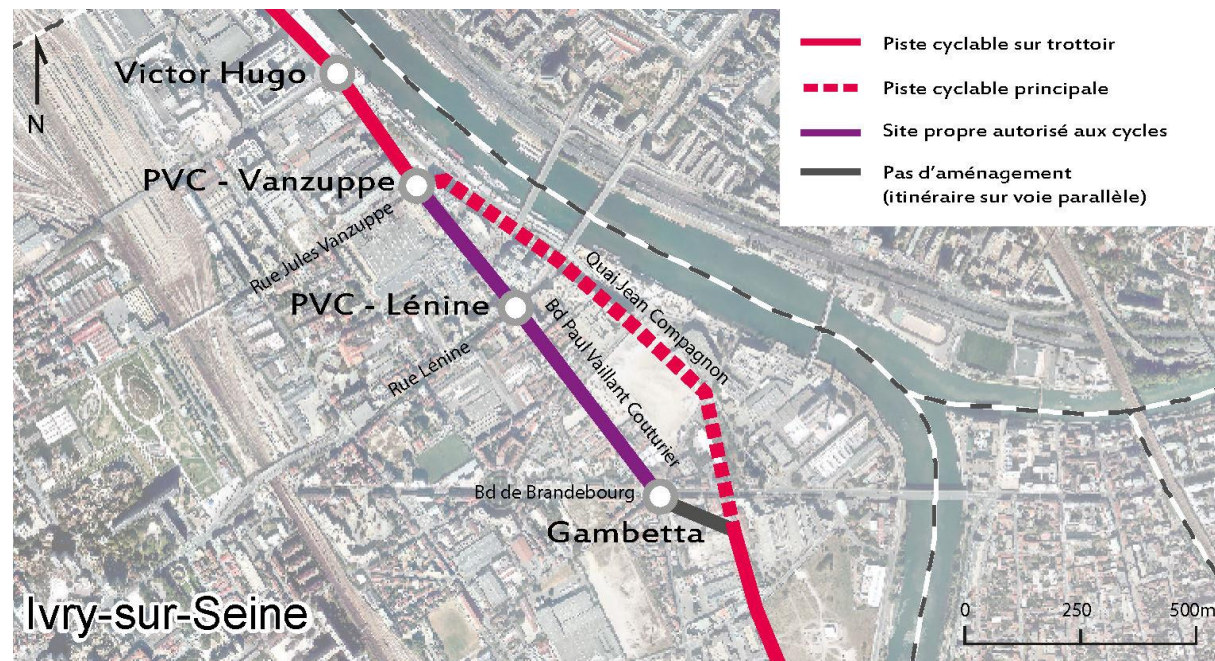 Piste cyclable sur trottoir
Piste cyclable principale
Site propre autorisé aux cycles
Pas d'aménagement
(itinéraire sur voie parallèle)
N
Victor Hugo
PVC - Vanzuppe
Rue Jules Vanzuppe
PVC - Lénine
Rue Lénine
Quai Jean Compagnon
Bd Paul Vaillant Couturier
Bd de Brandebourg
Gambetta
Ivry-sur-Seine
0 250 500m